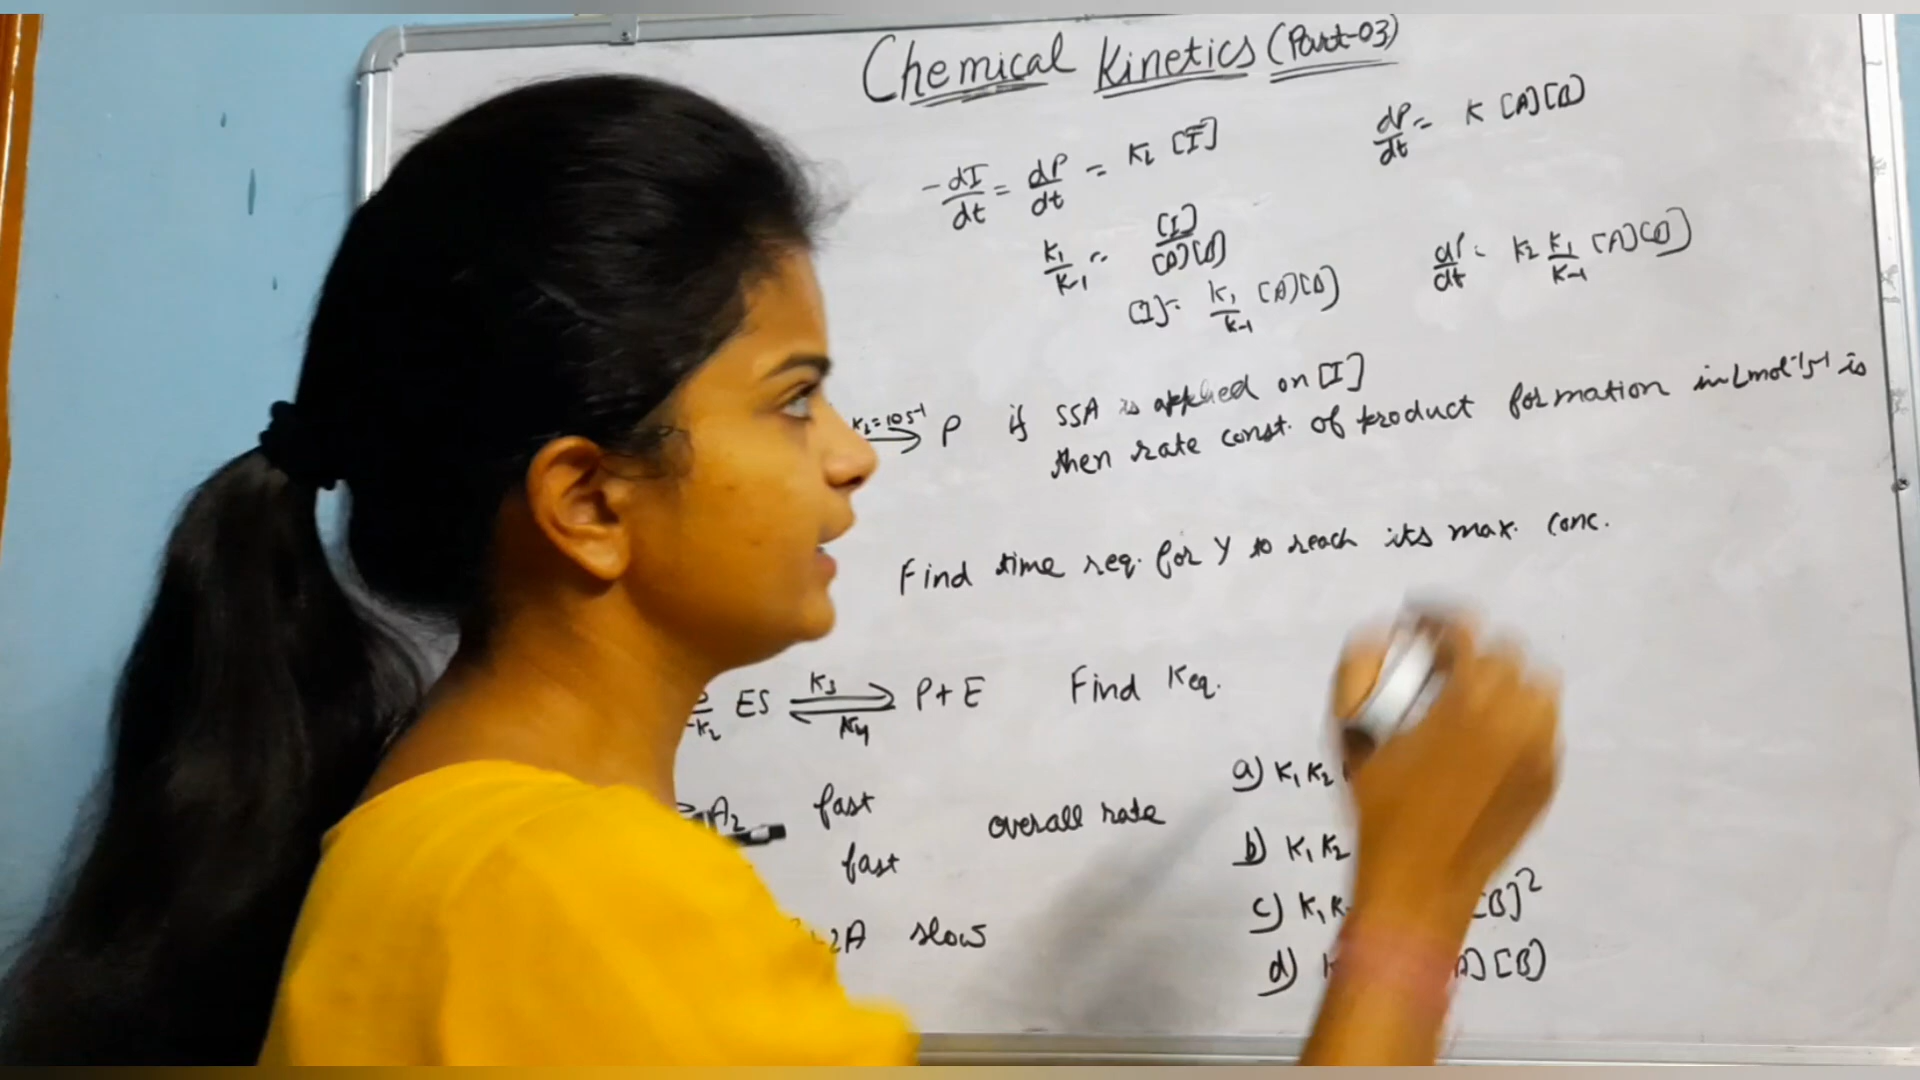 Chemical Kinetics (Part-03)
-dI/dt = dP/dt = K2 [I]
dP/dt = K [A][B]
K1/K-1 = [I]/[A][B]
[I] = K1/K-1 [A][B]
dP/dt = K2 K1/K-1 [A][B]
K2=10s-1 → P if SSA is applied on [I]
then rate const. of product formation in Lmol-1s-1 is
Find time req. for Y to reach its max. conc.
K2 ES ⇌ K3 K4 P+E Find Keq.
A2 fast
fast
+2A slow
overall rate
a) K1 K2
b) K1 K2
c) K1 K [B]2
d) K [A][B]